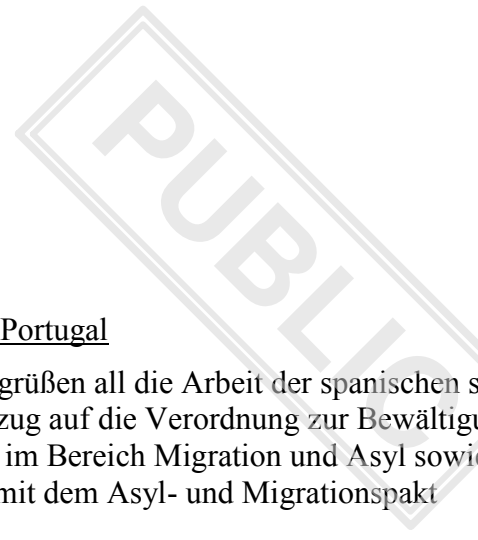 PUBLIC
Portugal
grüßen all die Arbeit der spanischen s
zug auf die Verordnung zur Bewältigu
im Bereich Migration und Asyl sowie
mit dem Asyl- und Migrationspakt